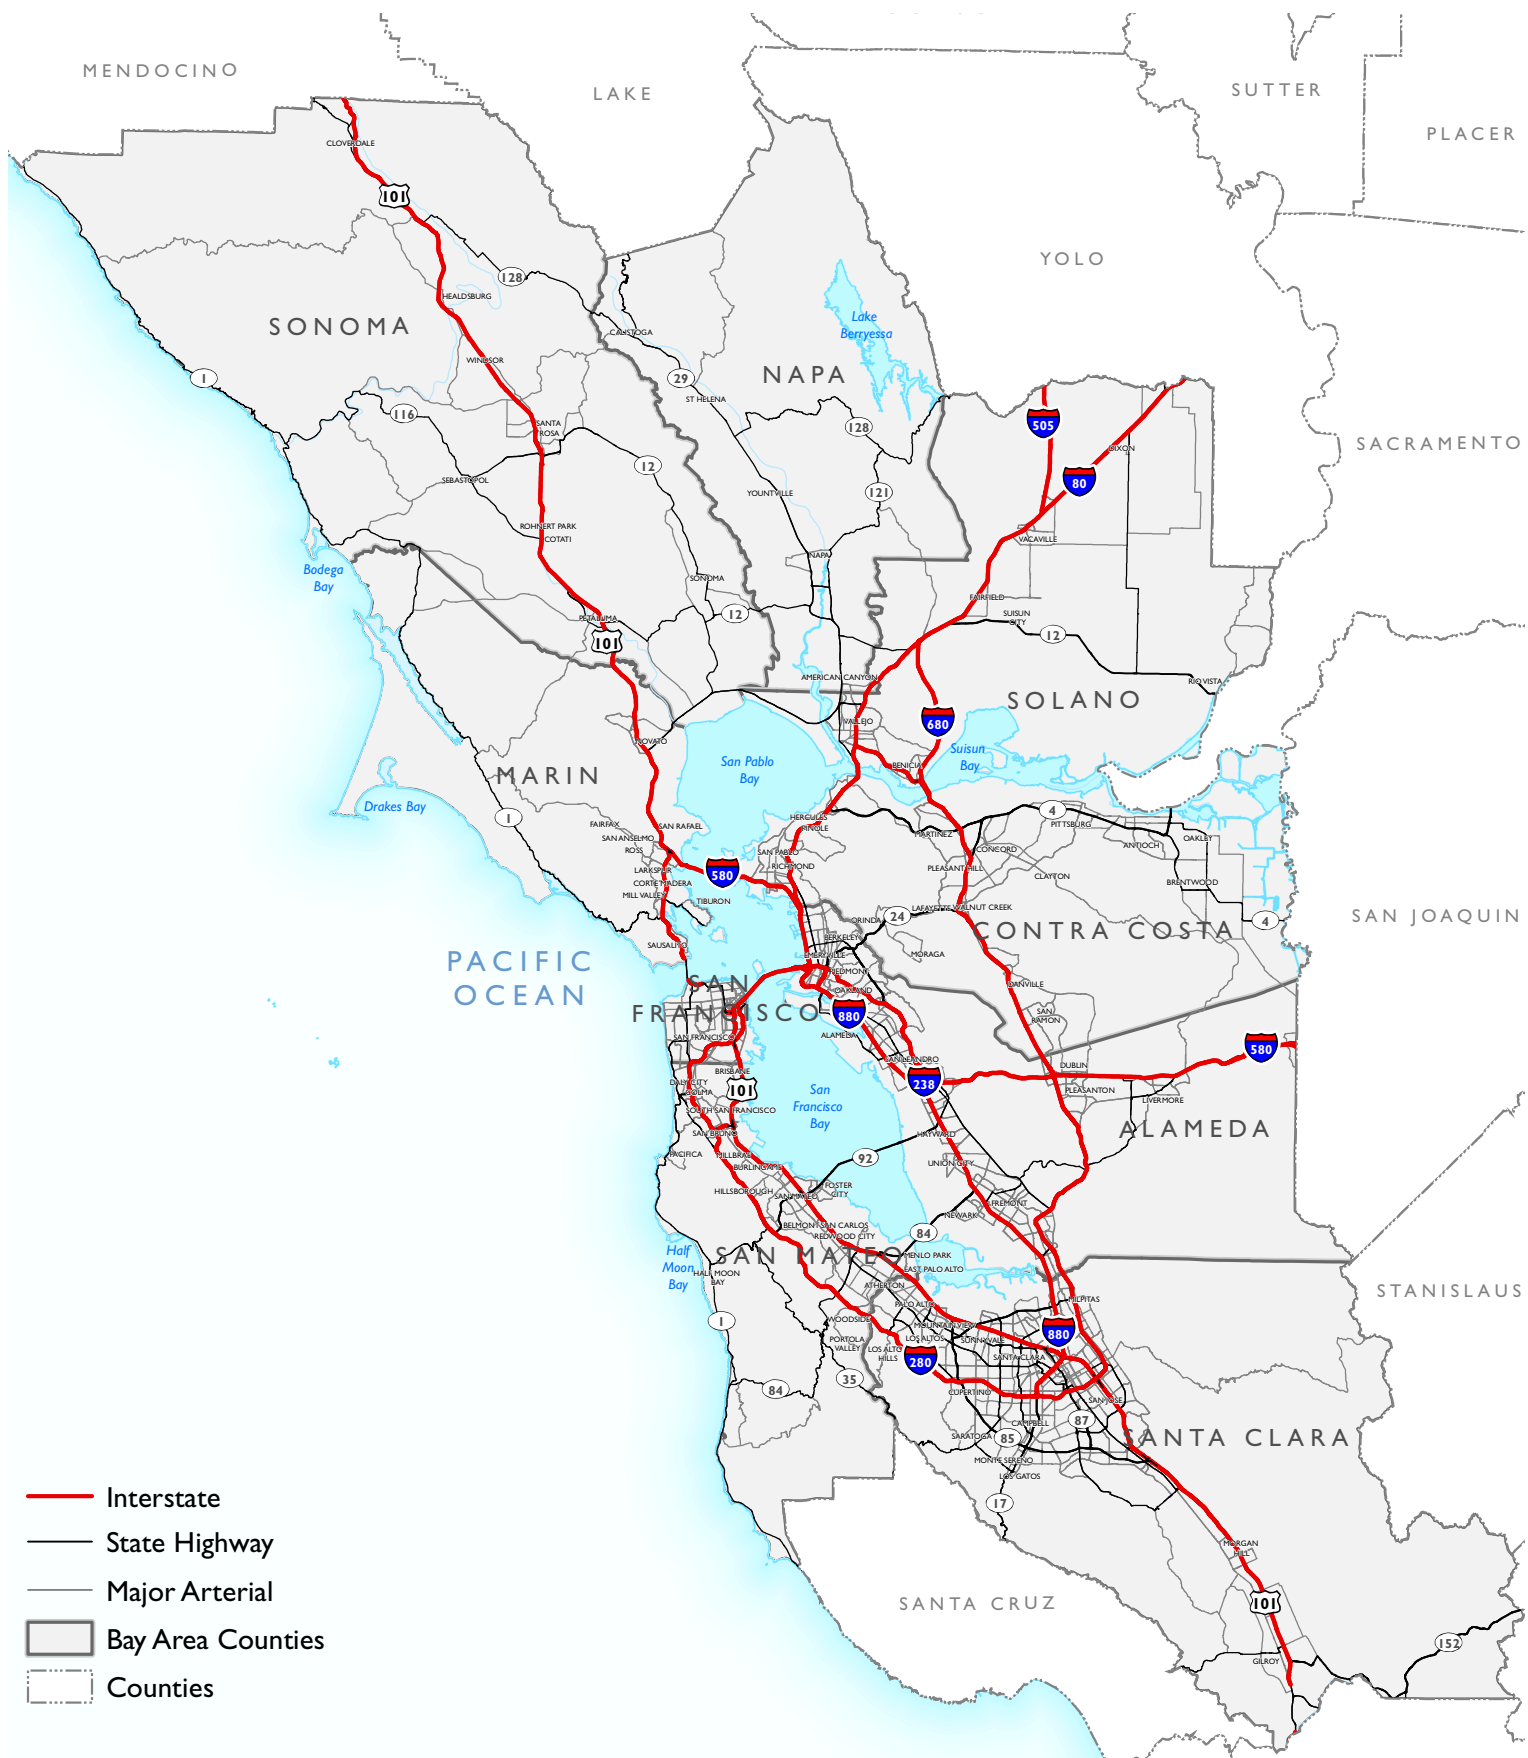 MENDOCINO
LAKE
SUTTER
PLACER
CLOVERDALE
101
YOLO
128
HEALDSBURG
SONOMA
Lake
Berryessa
CALISTOGA
WINDSOR
NAPA
1
29
ST HELENA
116
128
505
SANTA
ROSA
SACRAMENTO
DIXON
12
80
SEBASTOPOL
YOUNTVILLE
121
ROHNERT PARK
COTATI
VACAVILLE
NAPA
Bodega
Bay
SONOMA
FAIRFIELD
PETALUMA
12
SUISUN
CITY
12
101
AMERICAN CANYON
RIO VISTA
SOLANO
VALLEJO
680
NOVATO
San Pablo
Bay
Suisun
Bay
BENICIA
MARIN
Drakes Bay
1
4
HERCULES
PINOLE
PITTSBURG
FAIRFAX
SAN RAFAEL
SAN ANSELMO
ROSS
MARTINEZ
OAKLEY
ANTIOCH
CONCORD
SAN PABLO
RICHMOND
PLEASANT HILL
LARKSPUR
580
CLAYTON
CORTE MADERA
BRENTWOOD
MILL VALLEY
TIBURON
LAFAYETTE
WALNUT CREEK
24
ORINDA
4
SAN JOAQUIN
CONTRA COSTA
BERKELEY
SAUSALITO
EMERYVILLE
MORAGA
PACIFIC
OCEAN
PIEDMONT
SAN
FRANCISCO
OAKLAND
DANVILLE
880
SAN
RAMON
ALAMEDA
SAN FRANCISCO
580
SAN LEANDRO
DUBLIN
BRISBANE
238
DALY CITY
COLMA
101
San
Francisco
Bay
PLEASANTON
LIVERMORE
SOUTH SAN FRANCISCO
ALAMEDA
SAN BRUNO
HAYWARD
PACIFICA
MILLBRAE
92
BURLINGAME
UNION CITY
HILLSBOROUGH
SAN MATEO
FOSTER
CITY
FREMONT
NEWARK
BELMONT
SAN CARLOS
REDWOOD CITY
84
SAN MATEO
Half
Moon
Bay
MENLO PARK
EAST PALO ALTO
HALF MOON
BAY
ATHERTON
STANISLAUS
PALO ALTO
MILPITAS
1
WOODSIDE
MOUNTAIN VIEW
880
PORTOLA
VALLEY
LOS ALTOS
SUNNYVALE
LOS ALTO
HILLS
280
SANTA CLARA
35
84
CUPERTINO
SAN JOSE
CAMPBELL
87
SARATOGA
85
SANTA CLARA
MONTE SERENO
LOS GATOS
17
Interstate
State Highway
Major Arterial
Bay Area Counties
Counties
MORGAN
HILL
SANTA CRUZ
101
152
GILROY